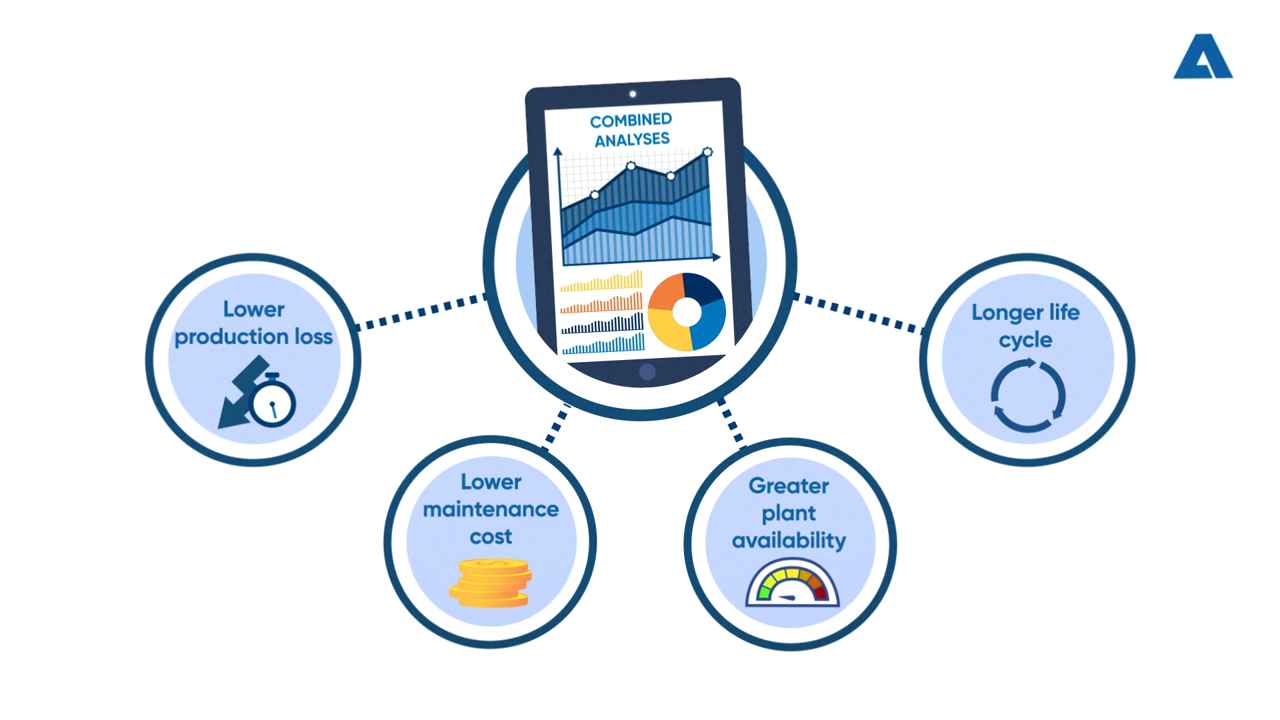 COMBINED
ANALYSES
Lower
production loss
Longer life
cycle
Lower
maintenance
cost
Greater
plant
availability